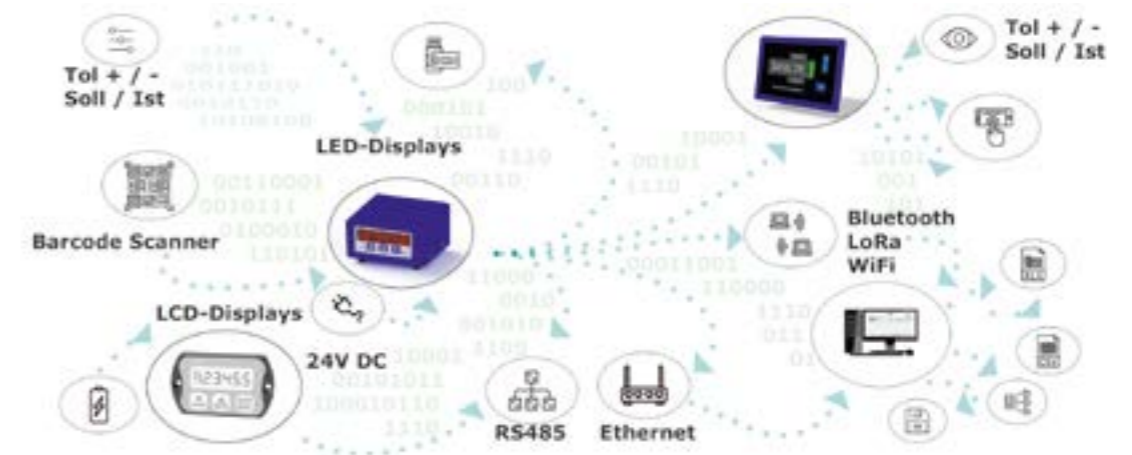 Tol + / -
Soll / Ist
Tol + / -
Soll / Ist
LED-Displays
Barcode Scanner
Bluetooth
LoRa
WiFi
LCD-Displays
24V DC
RS485
Ethernet